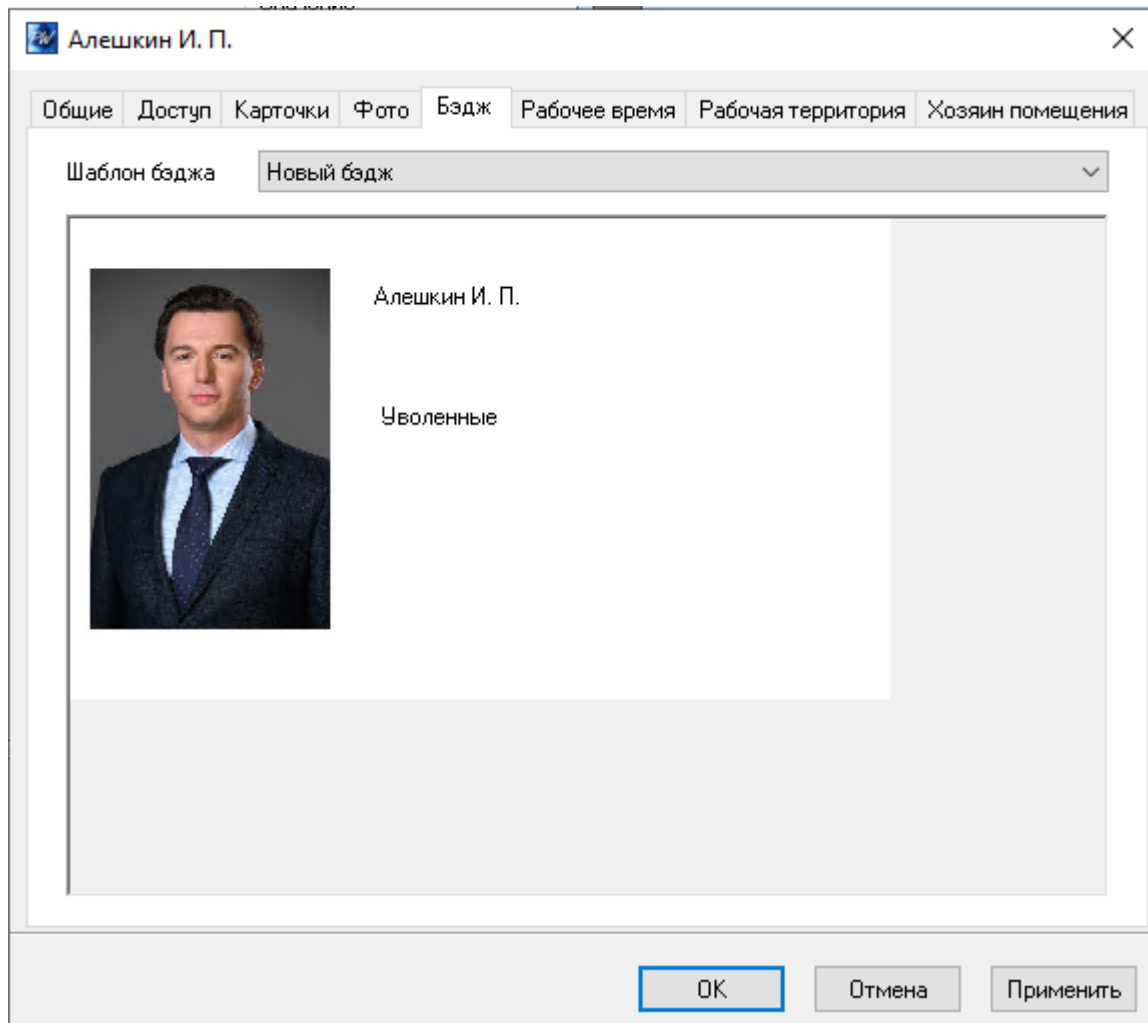 Алешкин И. П.
Общие Доступ Карточки Фото Бэдж Рабочее время Рабочая территория Хозяин помещения
Шаблон бэджа Новый бэдж
Алешкин И. П.
Уволенные
OK Отмена Применить